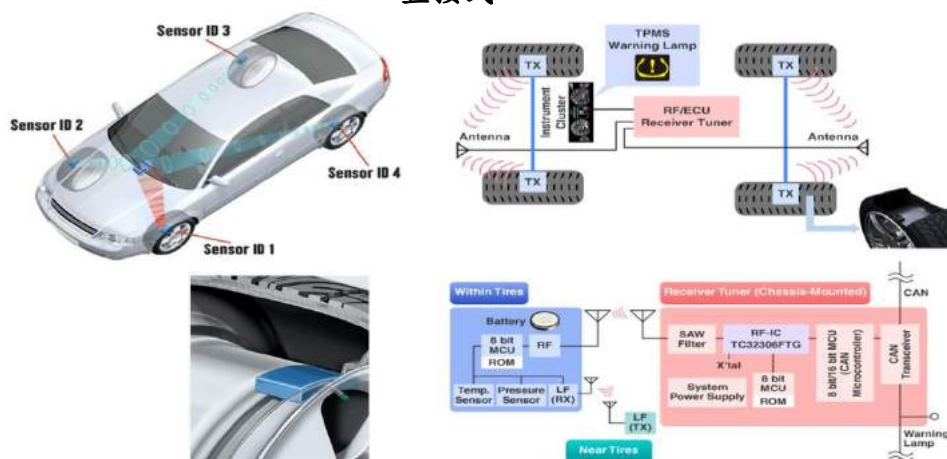 Sensor ID 3
Sensor ID 2
Sensor ID 4
Sensor ID 1
TPMS
Warning Lamp
TX
TX
Instrument
Cluster
RF/ECU
Receiver Tuner
Antenna
Antenna
TX
TX
Within Tires
Battery
8 bit
MCU
ROM
RF
Temp.
Sensor
Pressure
Sensor
LF
(RX)
LF
(TX)
Near Tires
Receiver Tuner (Chassis-Mounted)
SAW
Filter
RF-IC
TC32306FTG
X'tal
System
Power Supply
8 bit
MCU
ROM
8 bit/16 bit MCU
(CAN
Microcontroller)
CAN
Transceiver
CAN
Warning
Lamp